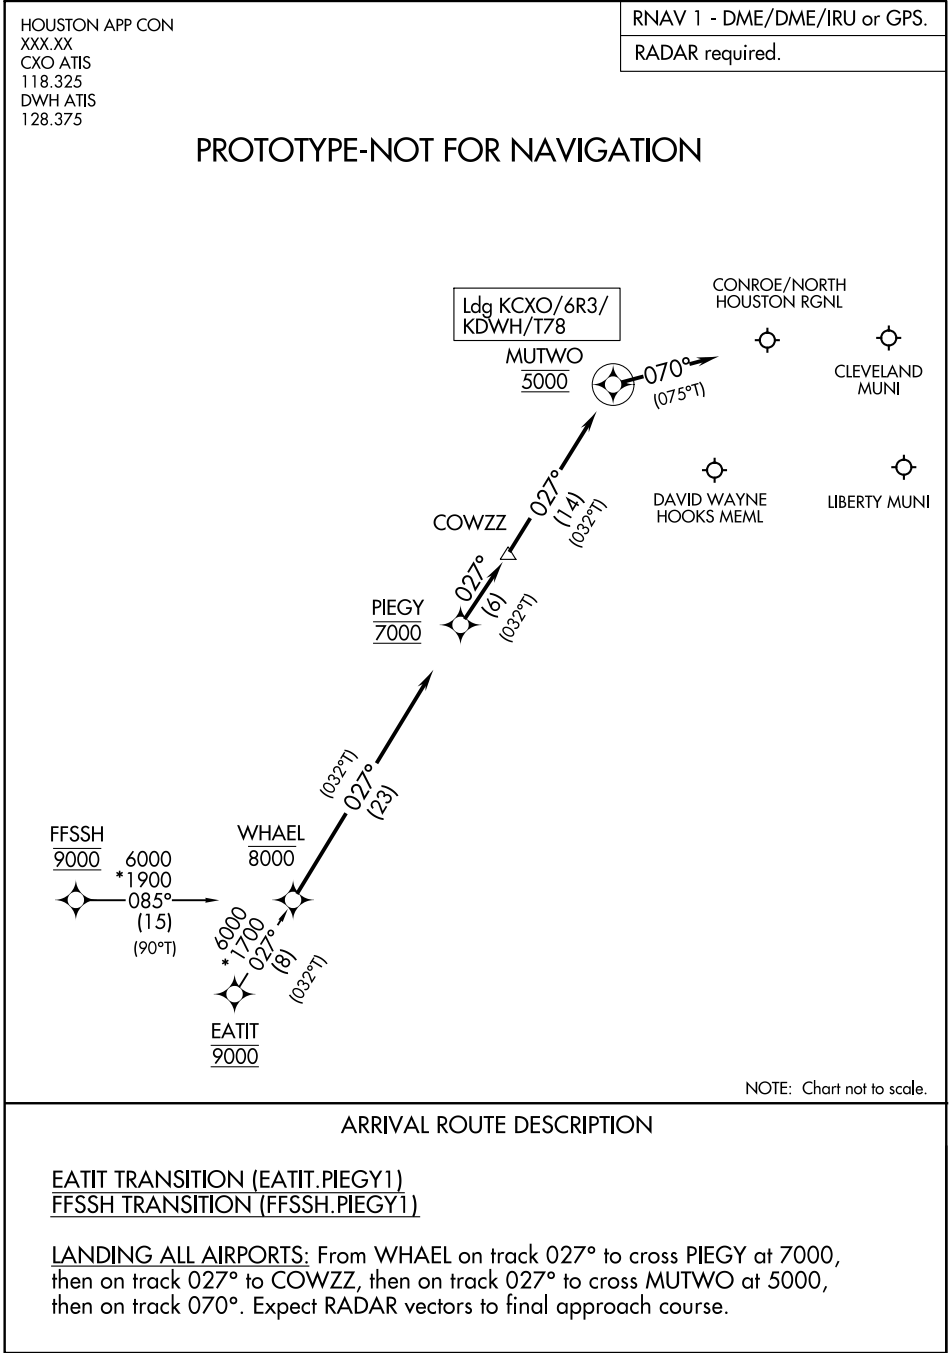 HOUSTON APP CON
XXX.XX
CXO ATIS
118.325
DWH ATIS
128.375
RNAV 1 - DME/DME/IRU or GPS.
RADAR required.
PROTOTYPE-NOT FOR NAVIGATION
Ldg KCXO/6R3/
KDWH/T78
MUTWO
5000
070°
(075°T)
CONROE/NORTH
HOUSTON RGNL
CLEVELAND
MUNI
DAVID WAYNE
HOOKS MEML
LIBERTY MUNI
027°
(14)
(032°T)
COWZZ
027°
(6)
(032°T)
PIEGY
7000
(032°T)
027°
(23)
FFSSH
9000
6000
*1900
085°
(15)
(90°T)
WHAEL
8000
6000
*1700
027°
(8)
(032°T)
EATIT
9000
NOTE: Chart not to scale.
ARRIVAL ROUTE DESCRIPTION
EATIT TRANSITION (EATIT.PIEGY1)
FFSSH TRANSITION (FFSSH.PIEGY1)
LANDING ALL AIRPORTS: From WHAEL on track 027° to cross PIEGY at 7000,
then on track 027° to COWZZ, then on track 027° to cross MUTWO at 5000,
then on track 070°. Expect RADAR vectors to final approach course.